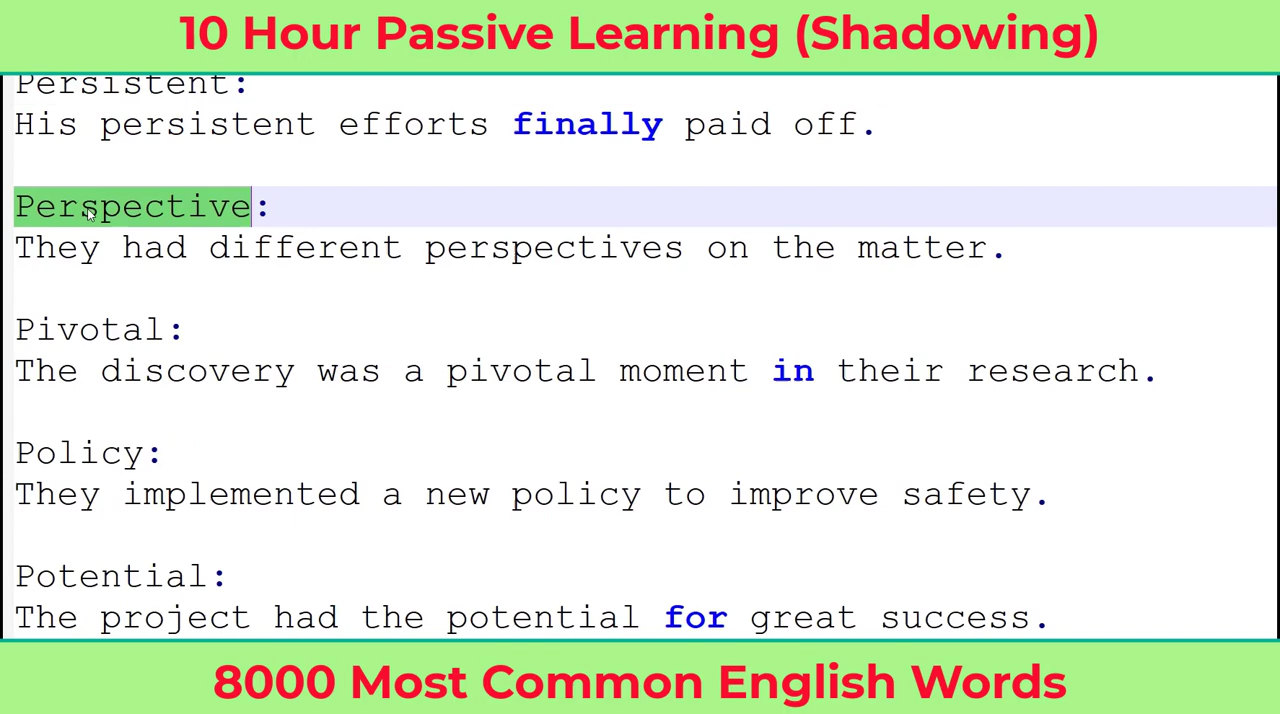 10 Hour Passive Learning (Shadowing)
Persistent:
His persistent efforts finally paid off.
Perspective:
They had different perspectives on the matter.
Pivotal:
The discovery was a pivotal moment in their research.
Policy:
They implemented a new policy to improve safety.
Potential:
The project had the potential for great success.
8000 Most Common English Words